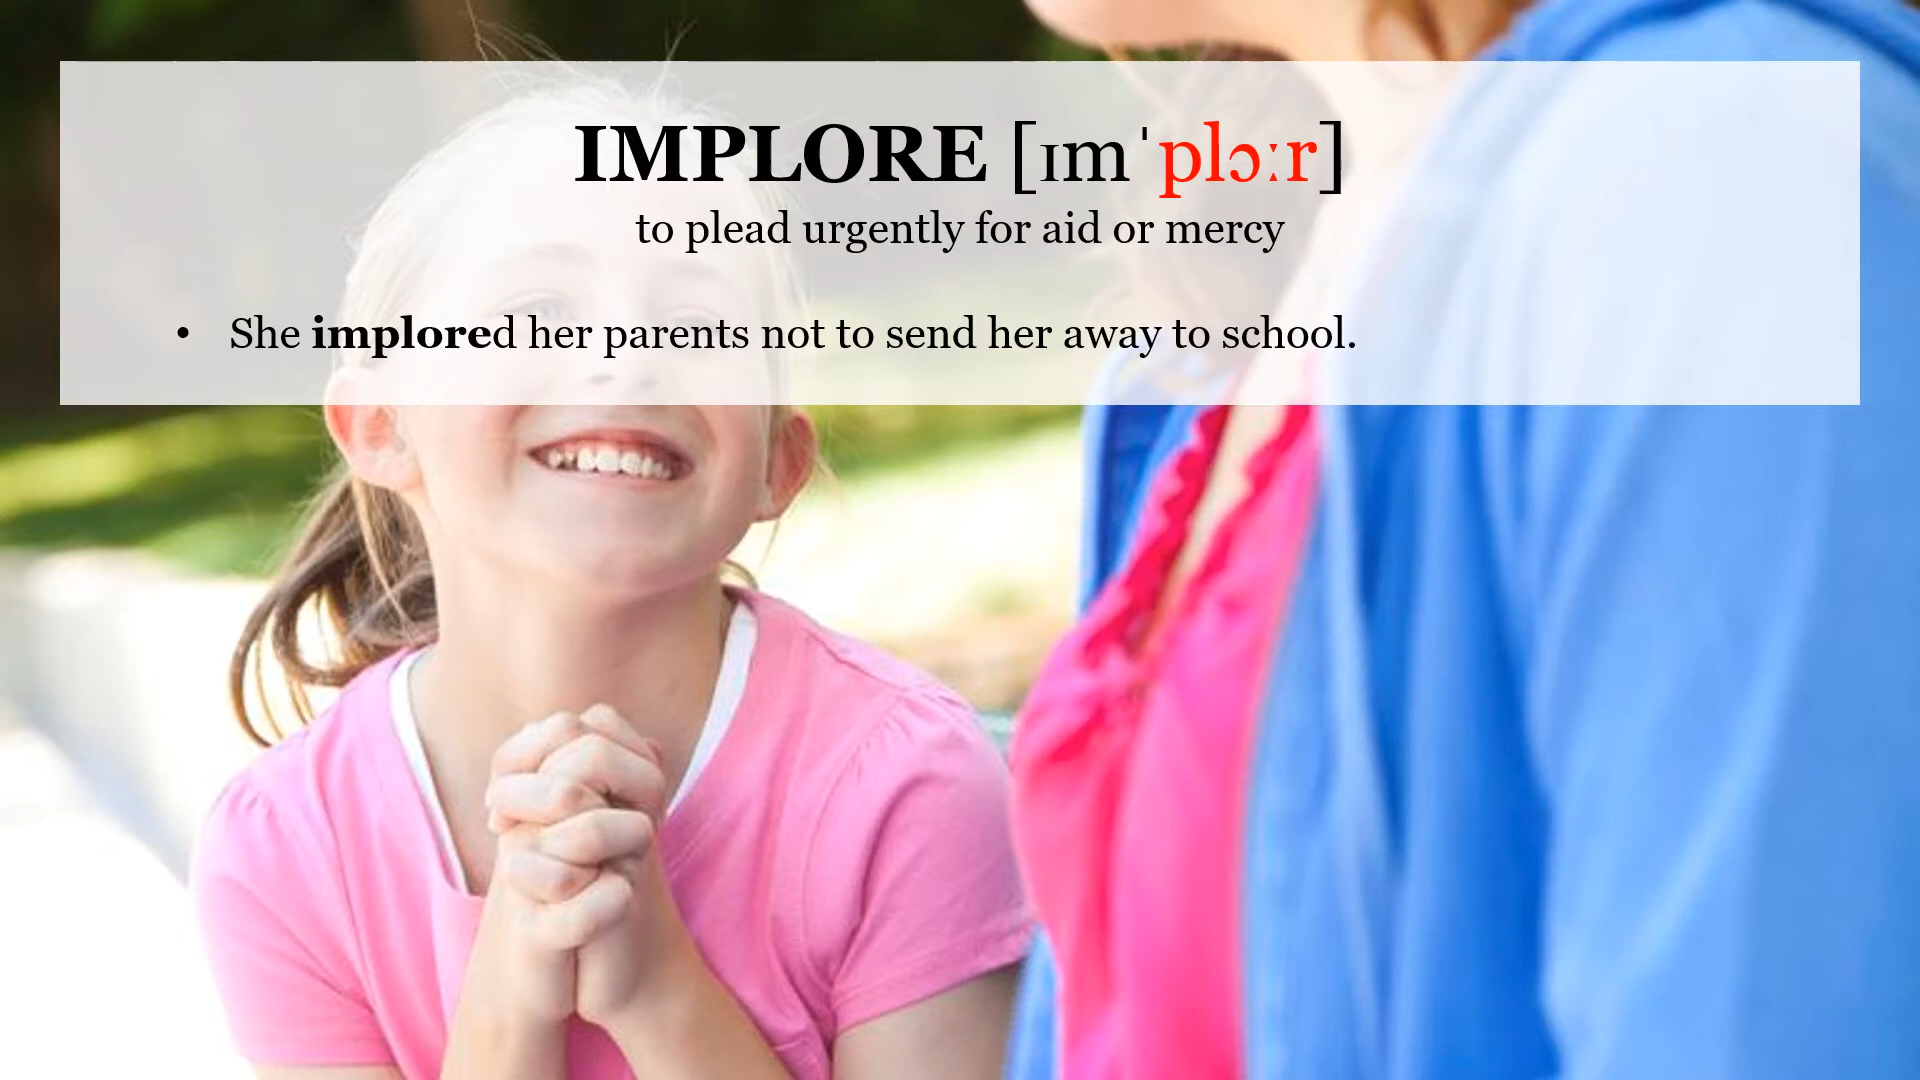 IMPLORE [ɪmˈplɔːr]
to plead urgently for aid or mercy
• She implored her parents not to send her away to school.